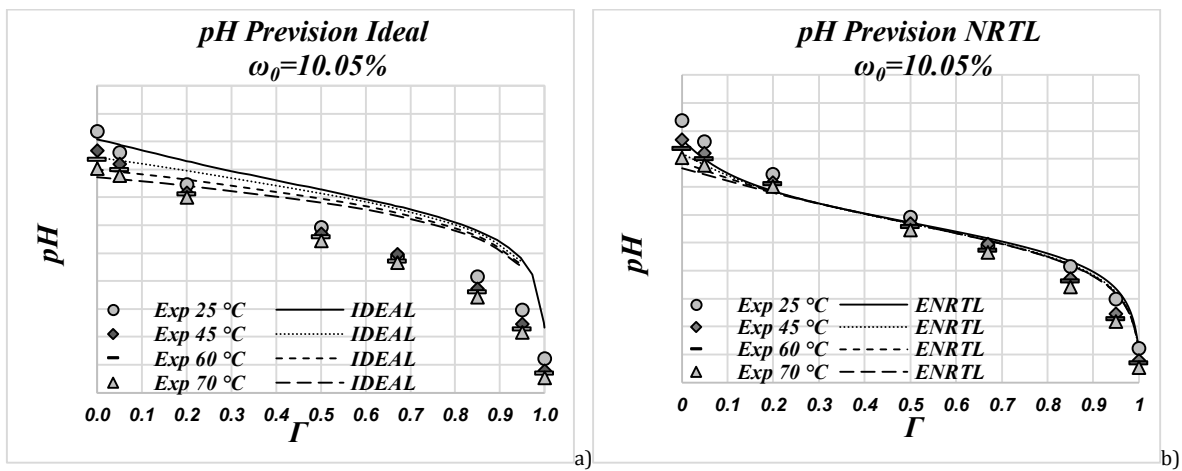 pH Prevision Ideal
ω0=10.05%
pH
Exp 25 °C IDEAL
Exp 45 °C IDEAL
Exp 60 °C IDEAL
Exp 70 °C IDEAL
0.0 0.1 0.2 0.3 0.4 0.5 0.6 0.7 0.8 0.9 1.0
Γ
a)
pH Prevision NRTL
ω0=10.05%
pH
Exp 25 °C ENRTL
Exp 45 °C ENRTL
Exp 60 °C ENRTL
Exp 70 °C ENRTL
0 0.1 0.2 0.3 0.4 0.5 0.6 0.7 0.8 0.9 1
Γ
b)